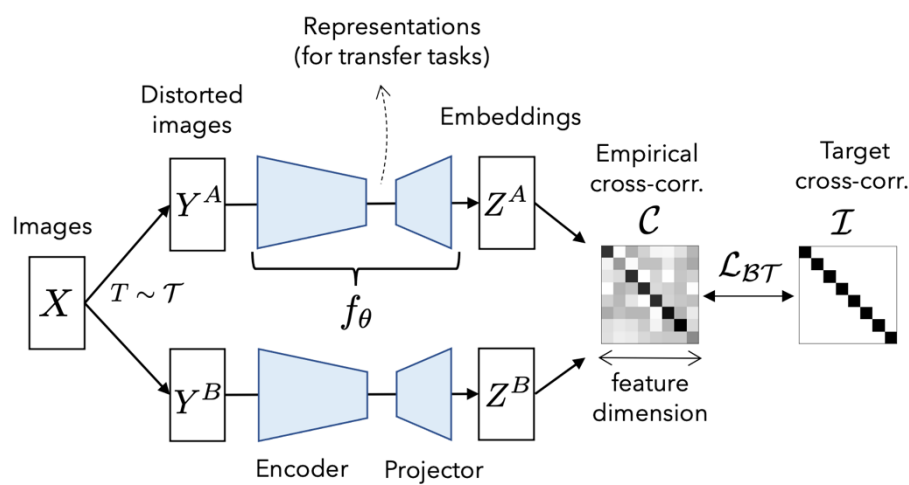 Representations
(for transfer tasks)
Distorted
images
Embeddings
Empirical
cross-corr.
Target
cross-corr.
Images
Y^A
Z^A
𝒞
ℐ
X
T ∼ 𝒯
f_θ
ℒ_ℬ𝒯
Y^B
Z^B
feature
dimension
Encoder
Projector